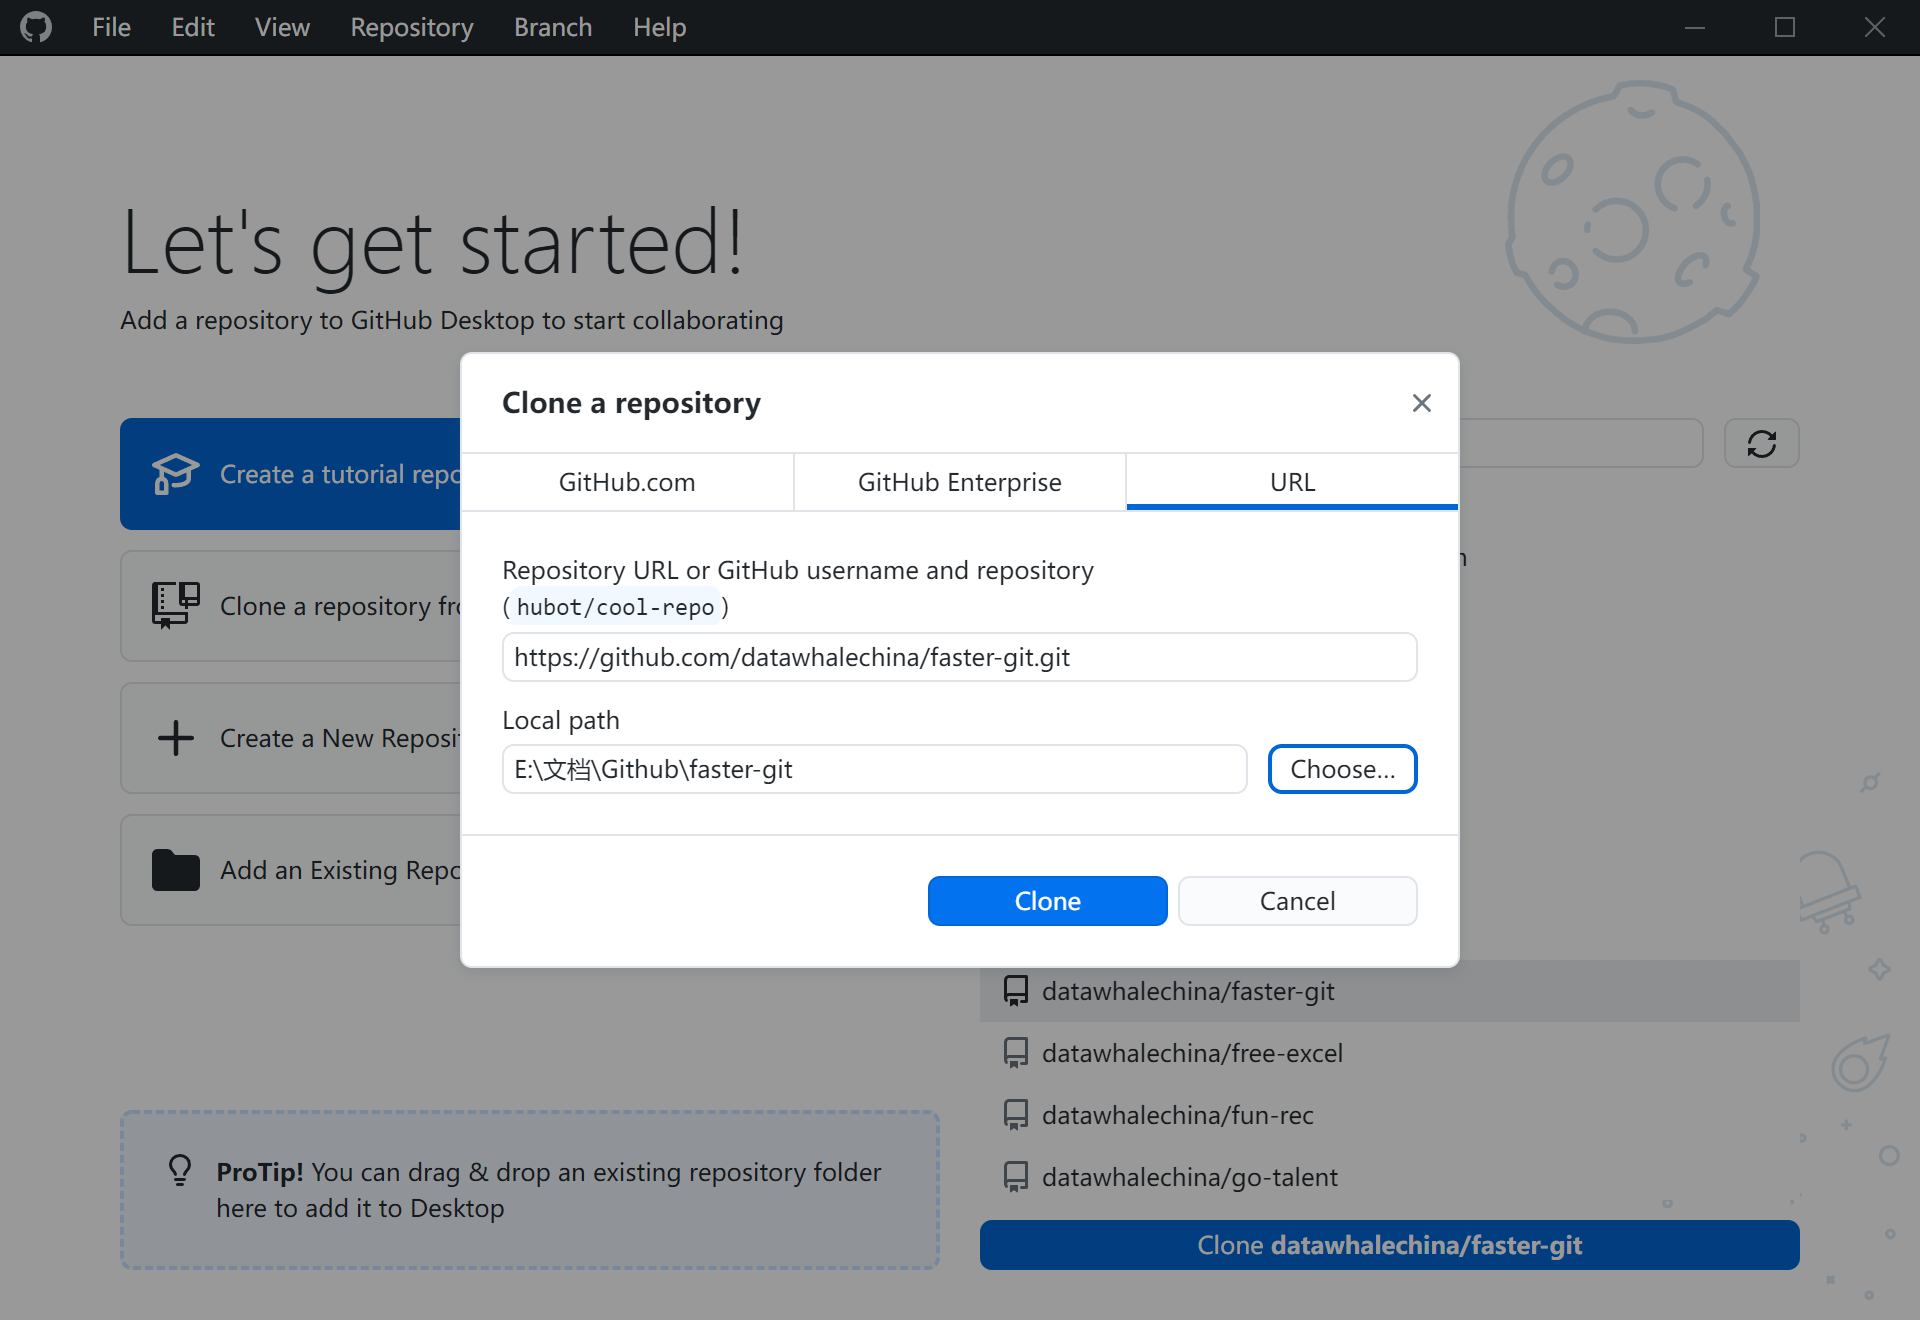 File Edit View Repository Branch Help
Let's get started!
Add a repository to GitHub Desktop to start collaborating
Create a tutorial repo
Clone a repository fro
Create a New Reposit
Add an Existing Repo
ProTip! You can drag & drop an existing repository folder
here to add it to Desktop
Clone a repository
GitHub.com GitHub Enterprise URL
Repository URL or GitHub username and repository
(hubot/cool-repo)
https://github.com/datawhalechina/faster-git.git
Local path
E:\文档\Github\faster-git
Choose...
Clone Cancel
datawhalechina/faster-git
datawhalechina/free-excel
datawhalechina/fun-rec
datawhalechina/go-talent
Clone datawhalechina/faster-git